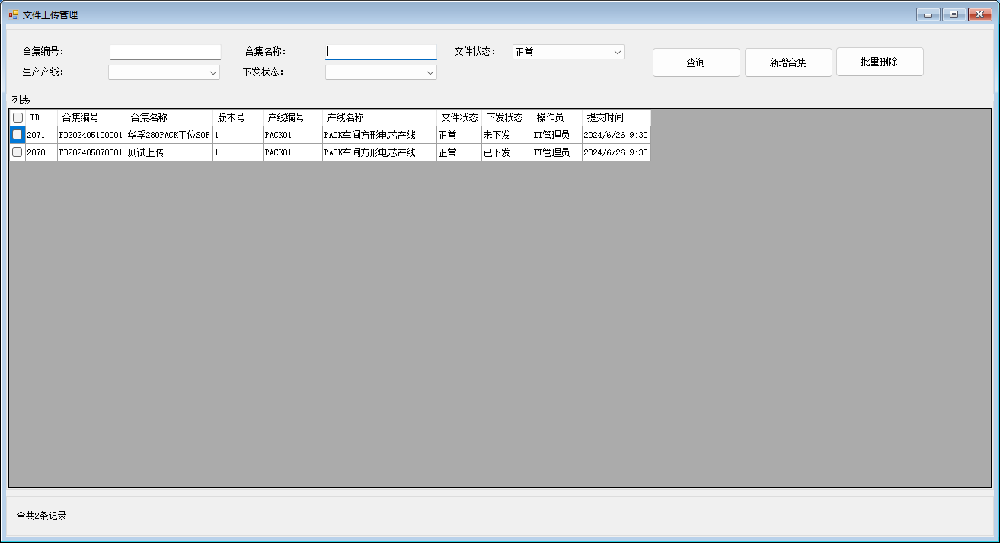 文件上传管理
合集编号： 合集名称： 文件状态： 正常
生产产线： 下发状态：
查询 新增合集 批量删除
列表
ID 合集编号 合集名称 版本号 产线编号 产线名称 文件状态 下发状态 操作员 提交时间
2071 FD202405100001 华孚280PACK工位SOP 1 PACK01 PACK车间方形电芯产线 正常 未下发 IT管理员 2024/6/26 9:30
2070 FD202405070001 测试上传 1 PACK01 PACK车间方形电芯产线 正常 已下发 IT管理员 2024/6/26 9:30
合共2条记录